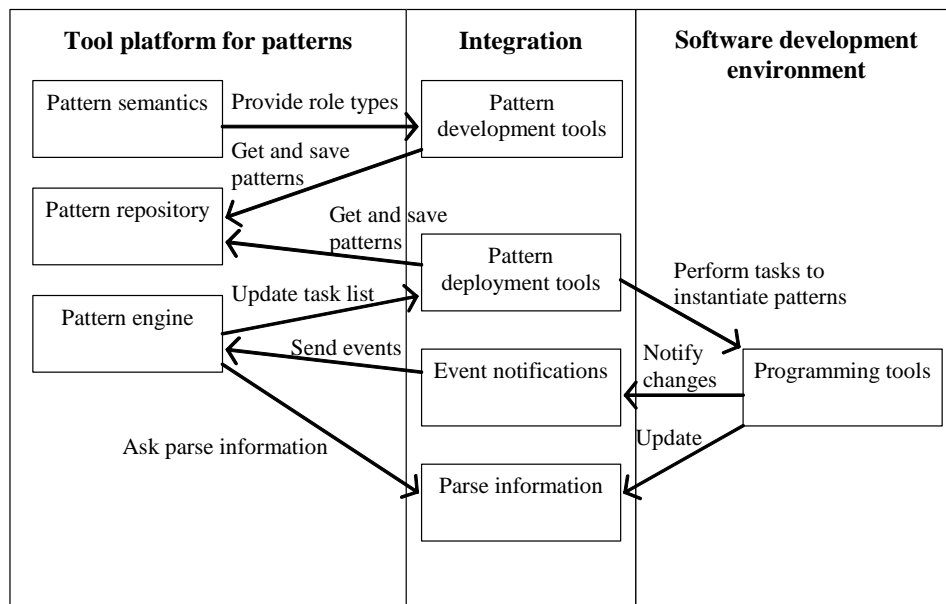 Tool platform for patterns
Integration
Software development
environment
Pattern semantics
Provide role types
Pattern
development tools
Get and save
patterns
Pattern repository
Get and save
patterns
Pattern
deployment tools
Perform tasks to
instantiate patterns
Pattern engine
Update task list
Send events
Event notifications
Notify
changes
Programming tools
Ask parse information
Update
Parse information